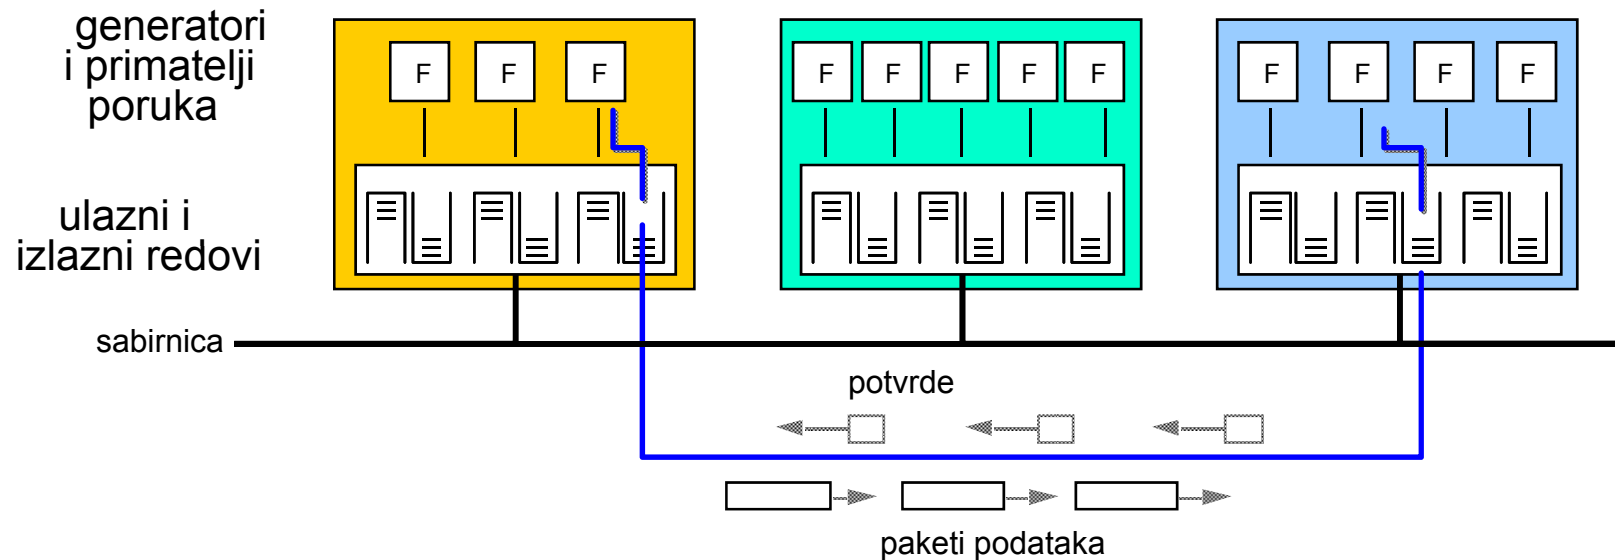 generatori
i primatelji
poruka
F F F F F F F F F F F F
ulazni i
izlazni redovi
sabirnica
potvrde
paketi podataka